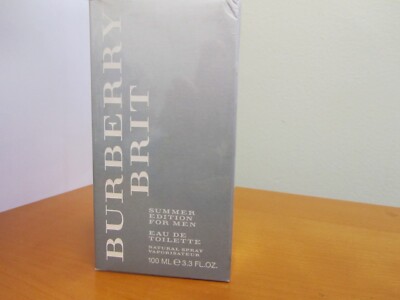 BURBERRY
BRIT
SUMMER
EDITION
FOR MEN
EAU DE
TOILETTE
NATURAL SPRAY
VAPORISATEUR
100 ML ℮ 3.3 FL.OZ.